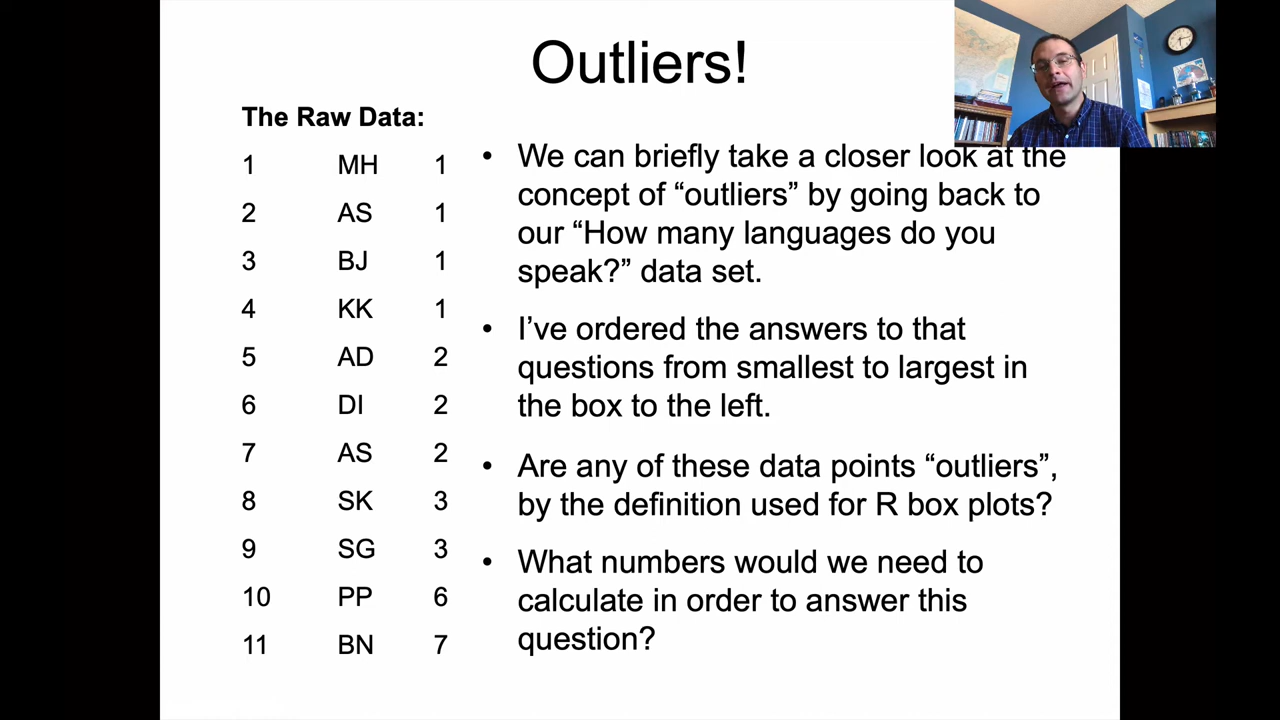 Outliers!
The Raw Data:
1 MH 1
2 AS 1
3 BJ 1
4 KK 1
5 AD 2
6 DI 2
7 AS 2
8 SK 3
9 SG 3
10 PP 6
11 BN 7
• We can briefly take a closer look at the
concept of “outliers” by going back to
our “How many languages do you
speak?” data set.
• I’ve ordered the answers to that
questions from smallest to largest in
the box to the left.
• Are any of these data points “outliers”,
by the definition used for R box plots?
• What numbers would we need to
calculate in order to answer this
question?